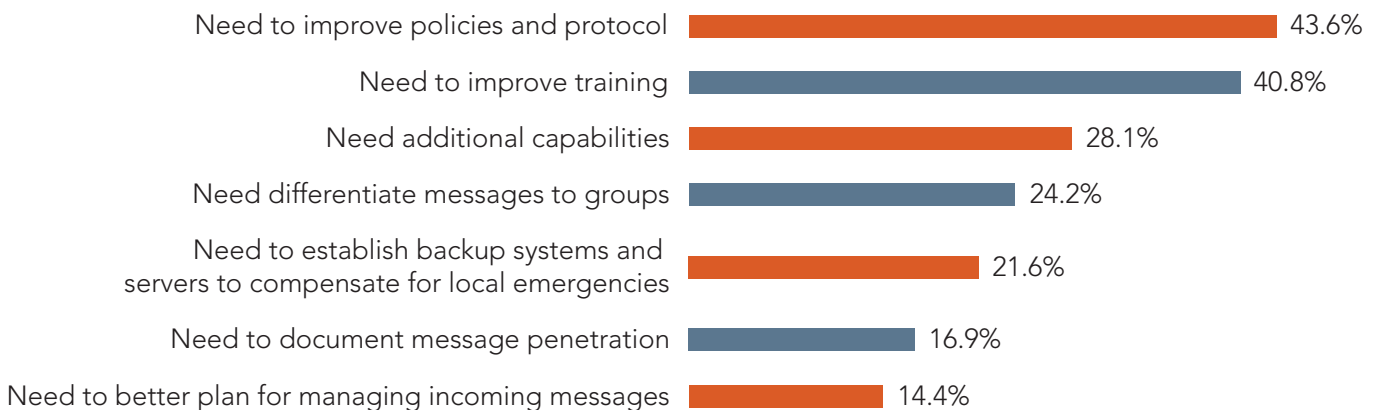 Need to improve policies and protocol 43.6%
Need to improve training 40.8%
Need additional capabilities 28.1%
Need differentiate messages to groups 24.2%
Need to establish backup systems and
servers to compensate for local emergencies 21.6%
Need to document message penetration 16.9%
Need to better plan for managing incoming messages 14.4%